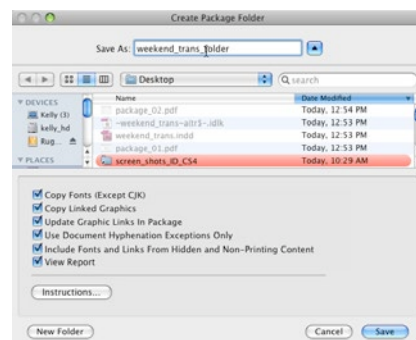 Create Package Folder
Save As: weekend_trans_folder
Desktop
search
Name Date Modified
DEVICES
Kelly (3)
kelly_hd
Rug...
PLACES
package_02.pdf Today, 12:54 PM
~weekend_trans~attr$~.idlk Today, 12:53 PM
weekend_trans.indd Today, 12:53 PM
package_01.pdf Today, 12:53 PM
screen_shots_ID_CS4 Today, 10:29 AM
Copy Fonts (Except CJK)
Copy Linked Graphics
Update Graphic Links In Package
Use Document Hyphenation Exceptions Only
Include Fonts and Links From Hidden and Non-Printing Content
View Report
Instructions...
New Folder
Cancel
Save